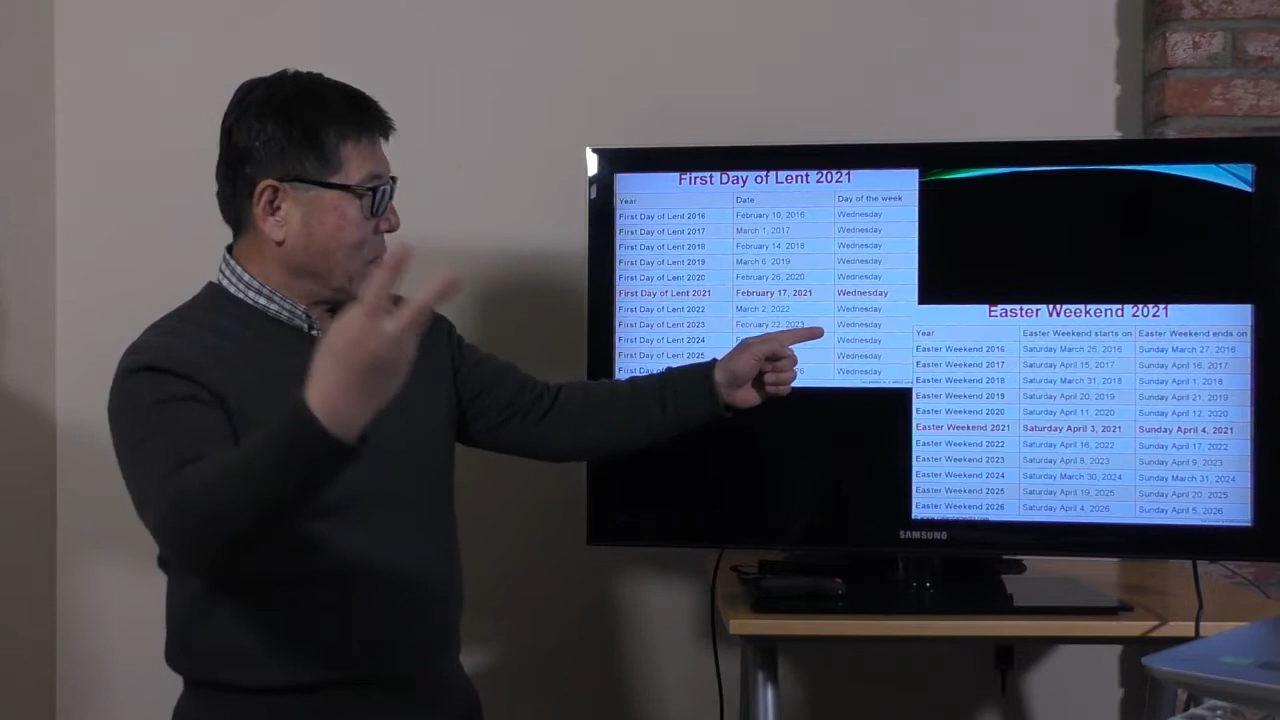 First Day of Lent 2021
Year Date Day of the week
First Day of Lent 2016 February 10, 2016 Wednesday
First Day of Lent 2017 March 1, 2017 Wednesday
First Day of Lent 2018 February 14, 2018 Wednesday
First Day of Lent 2019 March 6, 2019 Wednesday
First Day of Lent 2020 February 26, 2020 Wednesday
First Day of Lent 2021 February 17, 2021 Wednesday
First Day of Lent 2022 March 2, 2022 Wednesday
First Day of Lent 2023 February 22, 2023 Wednesday
First Day of Lent 2024 Wednesday
First Day of Lent 2025 Wednesday
First Day Wednesday
Easter Weekend 2021
Year Easter Weekend starts on Easter Weekend ends on
Easter Weekend 2016 Saturday March 26, 2016 Sunday March 27, 2016
Easter Weekend 2017 Saturday April 15, 2017 Sunday April 16, 2017
Easter Weekend 2018 Saturday March 31, 2018 Sunday April 1, 2018
Easter Weekend 2019 Saturday April 20, 2019 Sunday April 21, 2019
Easter Weekend 2020 Saturday April 11, 2020 Sunday April 12, 2020
Easter Weekend 2021 Saturday April 3, 2021 Sunday April 4, 2021
Easter Weekend 2022 Saturday April 16, 2022 Sunday April 17, 2022
Easter Weekend 2023 Saturday April 8, 2023 Sunday April 9, 2023
Easter Weekend 2024 Saturday March 30, 2024 Sunday March 31, 2024
Easter Weekend 2025 Saturday April 19, 2025 Sunday April 20, 2025
Easter Weekend 2026 Saturday April 4, 2026 Sunday April 5, 2026
SAMSUNG